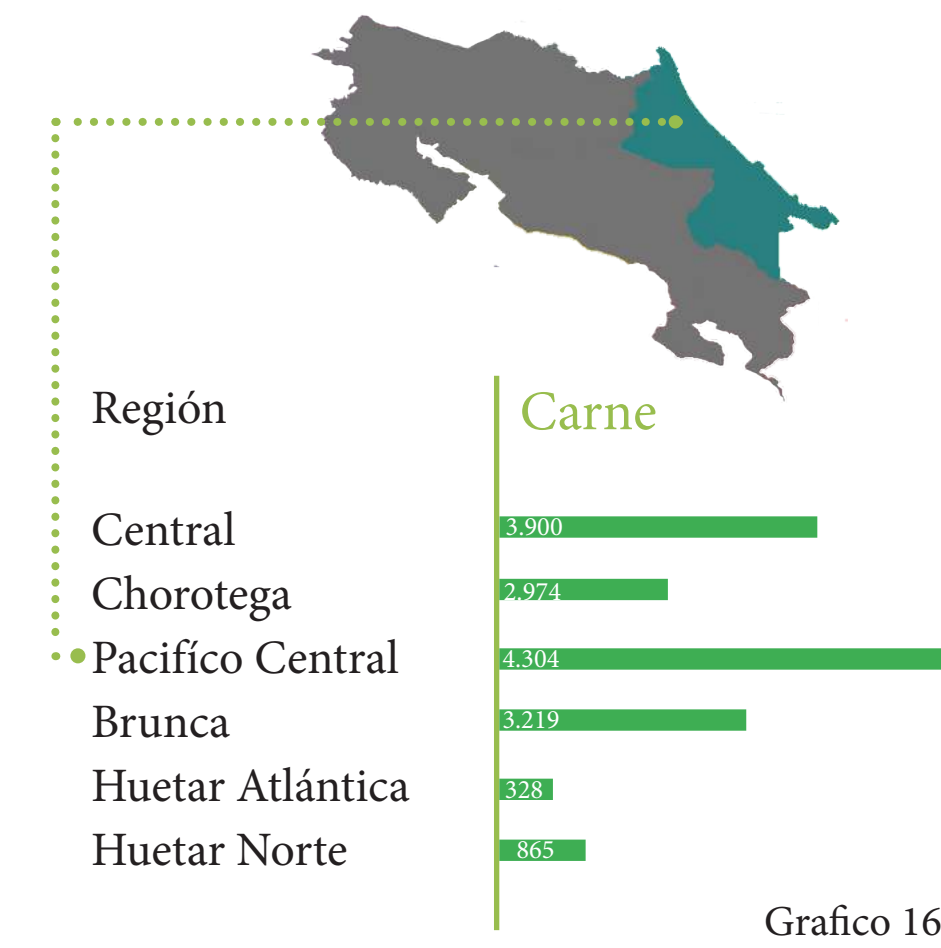 Región Carne
Central 3.900
Chorotega 2.974
Pacifíco Central 4.304
Brunca 3.219
Huetar Atlántica 328
Huetar Norte 865
Grafico 16